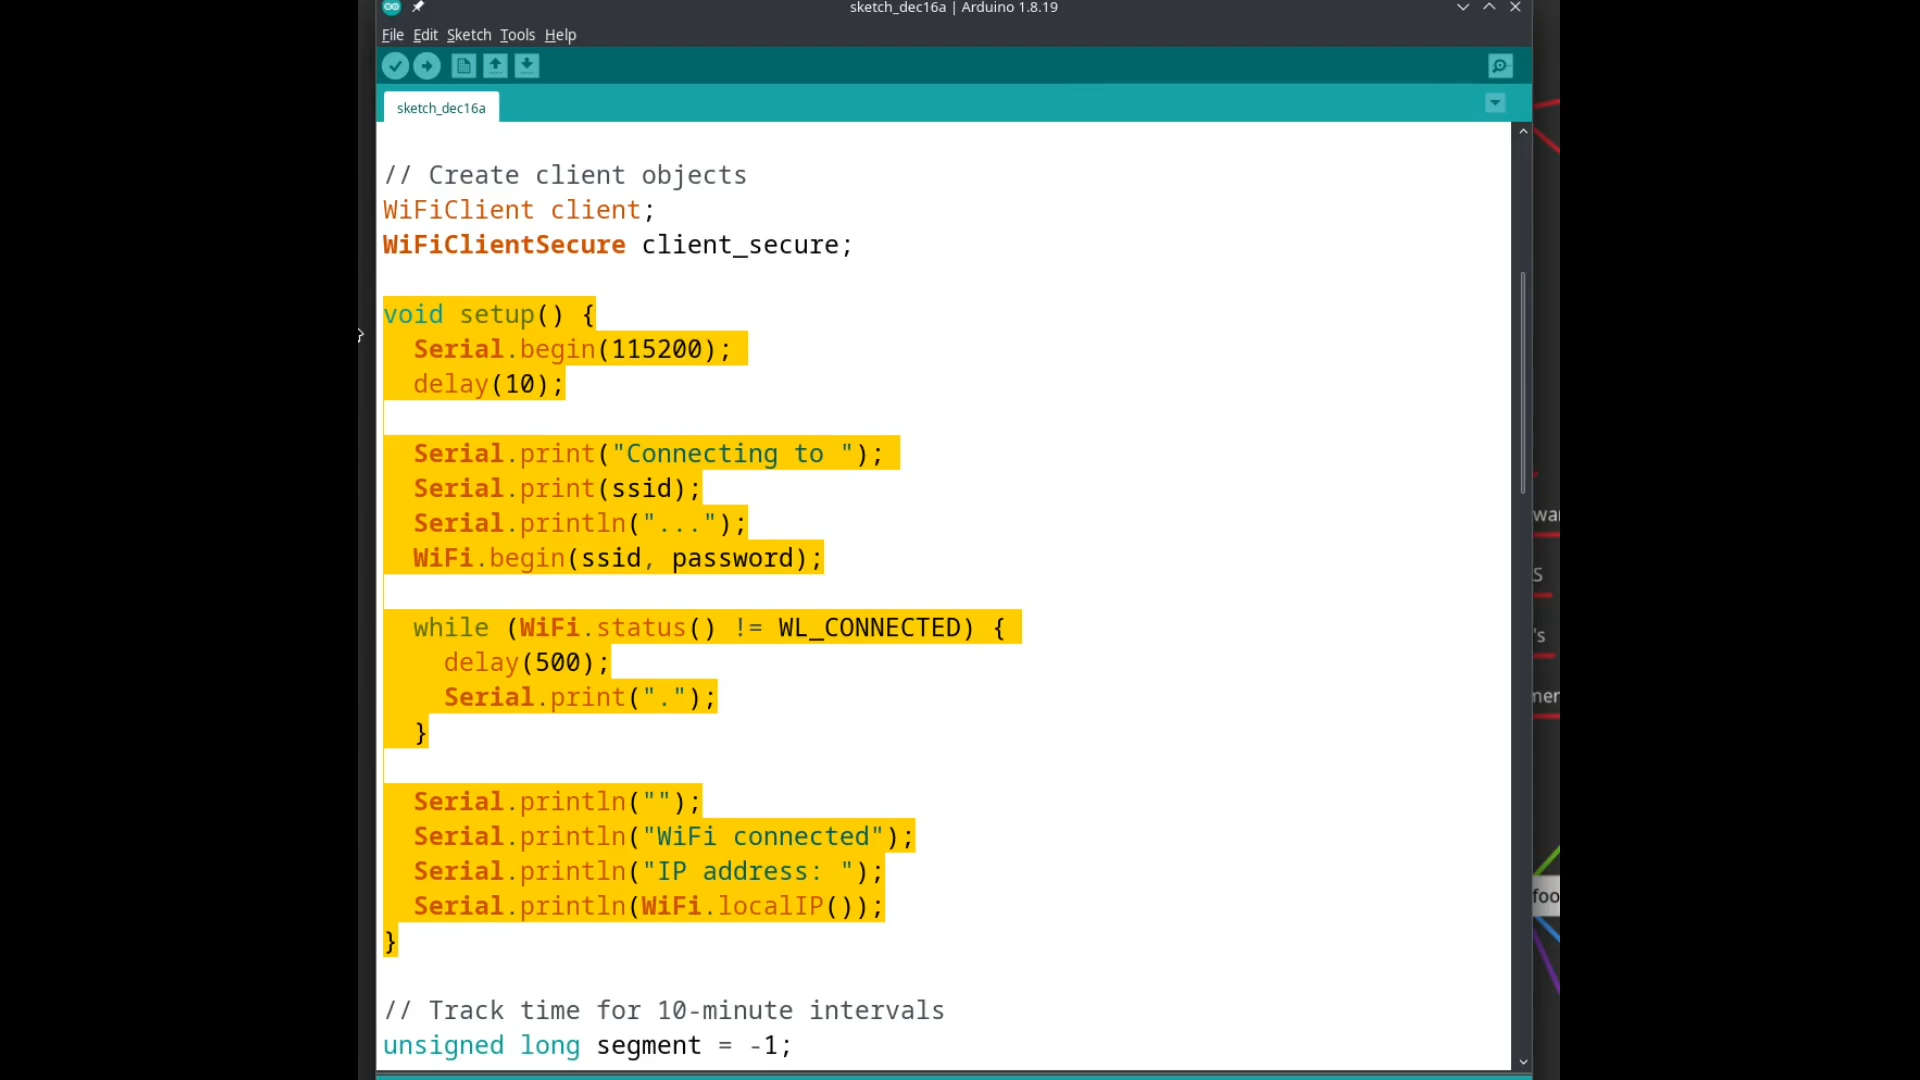 sketch_dec16a | Arduino 1.8.19
File Edit Sketch Tools Help
sketch_dec16a
// Create client objects
WiFiClient client;
WiFiClientSecure client_secure;
void setup() {
  Serial.begin(115200);
  delay(10);
  Serial.print("Connecting to ");
  Serial.print(ssid);
  Serial.println("...");
  WiFi.begin(ssid, password);
  while (WiFi.status() != WL_CONNECTED) {
    delay(500);
    Serial.print(".");
  }
  Serial.println("");
  Serial.println("WiFi connected");
  Serial.println("IP address: ");
  Serial.println(WiFi.localIP());
}
// Track time for 10-minute intervals
unsigned long segment = -1;